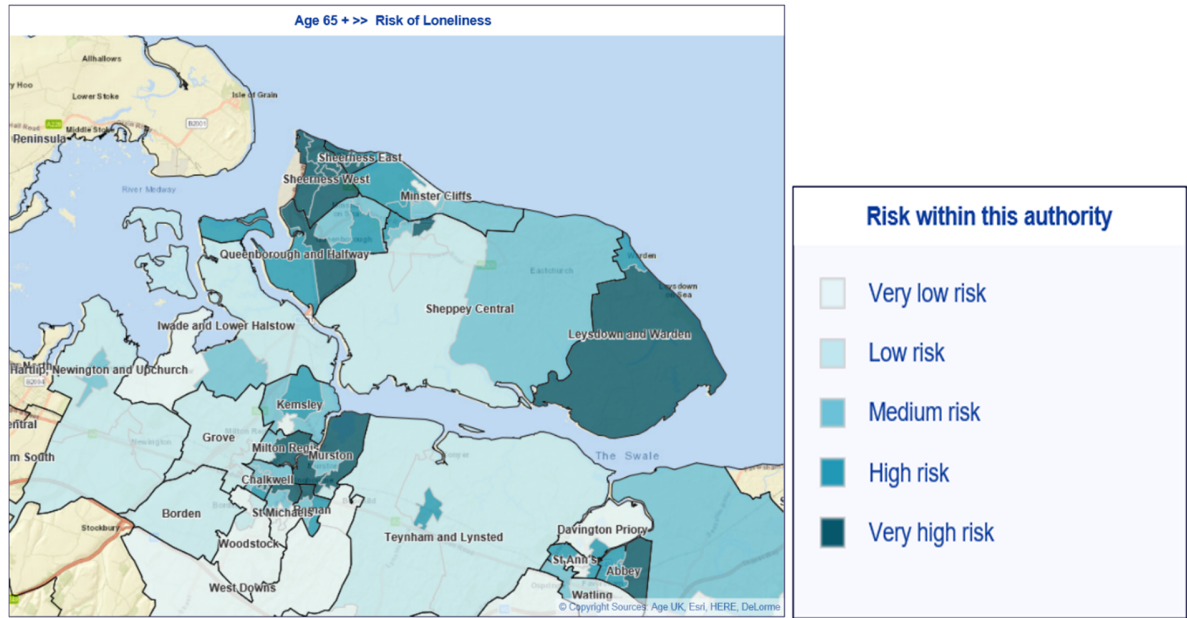 Age 65 + >> Risk of Loneliness
Allhallows
Lower Stoke
Isle of Grain
B2001
Middle Stoke
Peninsula
River Medway
Sheerness East
Sheerness West
Minster Cliffs
Queenborough and Halfway
Eastchurch
Warden
Leysdown
on Sea
Sheppey Central
Leysdown and Warden
Iwade and Lower Halstow
Hartlip, Newington and Upchurch
Kemsley
Grove
Milton Regis
Murston
Chalkwell
The Swale
m South
Borden
St Michaels
Roman
Stockbury
Woodstock
Teynham and Lynsted
Davington Priory
St Ann's
Abbey
West Downs
Watling
© Copyright Sources: Age UK, Esri, HERE, DeLorme
Risk within this authority
Very low risk
Low risk
Medium risk
High risk
Very high risk